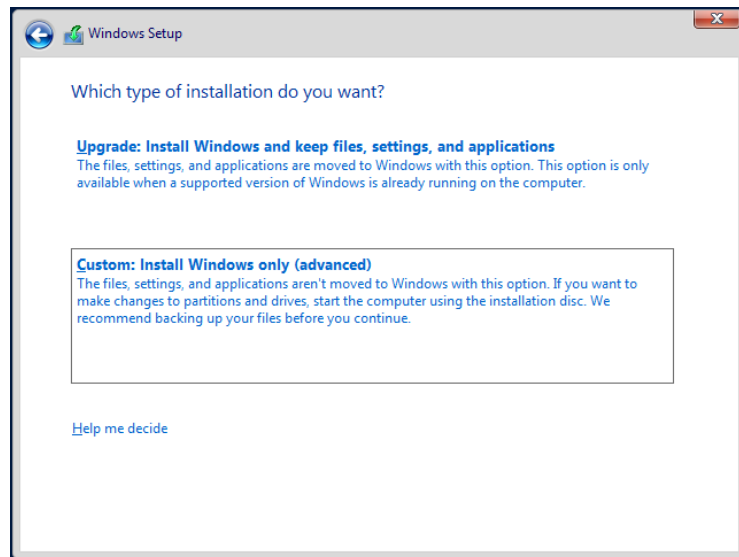 Windows Setup
Which type of installation do you want?
Upgrade: Install Windows and keep files, settings, and applications
The files, settings, and applications are moved to Windows with this option. This option is only
available when a supported version of Windows is already running on the computer.
Custom: Install Windows only (advanced)
The files, settings, and applications aren't moved to Windows with this option. If you want to
make changes to partitions and drives, start the computer using the installation disc. We
recommend backing up your files before you continue.
Help me decide